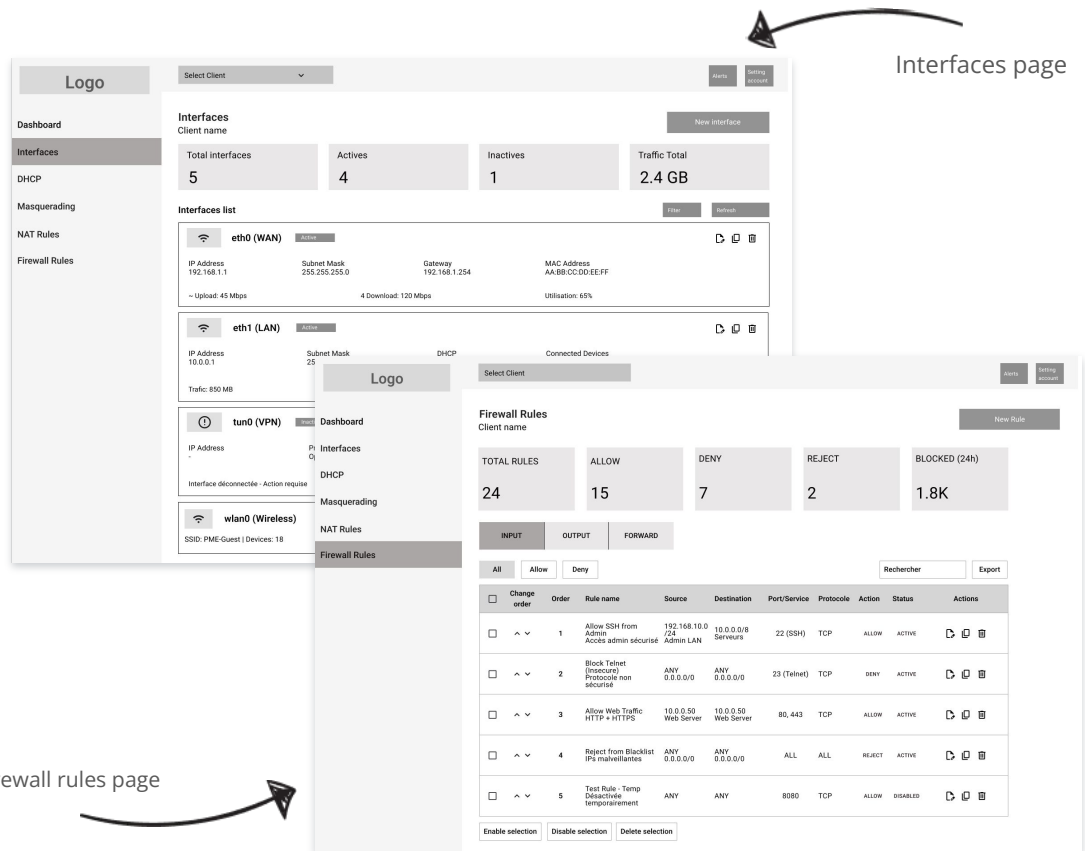 Interfaces page
Logo
Select Client
Alerts
Setting
account
Dashboard
Interfaces
DHCP
Masquerading
NAT Rules
Firewall Rules
Interfaces
Client name
New interface
Total interfaces
5
Actives
4
Inactives
1
Traffic Total
2.4 GB
Interfaces list
Filter
Refresh
eth0 (WAN)
Active
IP Address
192.168.1.1
Subnet Mask
255.255.255.0
Gateway
192.168.1.254
MAC Address
AA:BB:CC:DD:EE:FF
~ Upload: 45 Mbps
4 Download: 120 Mbps
Utilisation: 65%
eth1 (LAN)
Active
IP Address
10.0.0.1
Subnet Mask
25
DHCP
Connected Devices
Trafic: 850 MB
tun0 (VPN)
IP Address
-
Interface déconnectée - Action requise
wlan0 (Wireless)
SSID: PME-Guest | Devices: 18
Logo
Select Client
Alerts
Setting
account
Dashboard
Interfaces
DHCP
Masquerading
NAT Rules
Firewall Rules
Firewall Rules
Client name
New Rule
TOTAL RULES
24
ALLOW
15
DENY
7
REJECT
2
BLOCKED (24h)
1.8K
INPUT
OUTPUT
FORWARD
All
Allow
Deny
Rechercher
Export
Change
order
Order
Rule name
Source
Destination
Port/Service
Protocole
Action
Status
Actions
1
Allow SSH from
Admin
Accès admin sécurisé
192.168.10.0
/24
Admin LAN
10.0.0.0/8
Serveurs
22 (SSH)
TCP
ALLOW
ACTIVE
2
Block Telnet
(Insecure)
Protocole non
sécurisé
ANY
0.0.0.0/0
ANY
0.0.0.0/0
23 (Telnet)
TCP
DENY
ACTIVE
3
Allow Web Traffic
HTTP + HTTPS
10.0.0.50
Web Server
10.0.0.50
Web Server
80, 443
TCP
ALLOW
ACTIVE
4
Reject from Blacklist
IPs malveillantes
ANY
0.0.0.0/0
ANY
0.0.0.0/0
ALL
ALL
REJECT
ACTIVE
5
Test Rule - Temp
Désactivée
temporairement
ANY
ANY
8080
TCP
ALLOW
DISABLED
Enable selection
Disable selection
Delete selection
ewall rules page